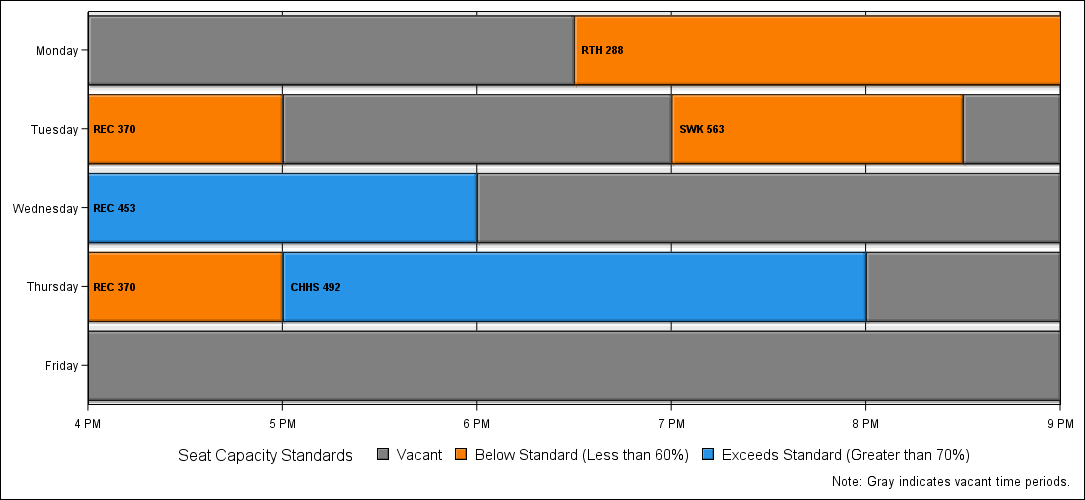 Monday
RTH 288
Tuesday
REC 370
SWK 563
Wednesday
REC 453
Thursday
REC 370
CHHS 492
Friday
4 PM 5 PM 6 PM 7 PM 8 PM 9 PM
Seat Capacity Standards Vacant Below Standard (Less than 60%) Exceeds Standard (Greater than 70%)
Note: Gray indicates vacant time periods.